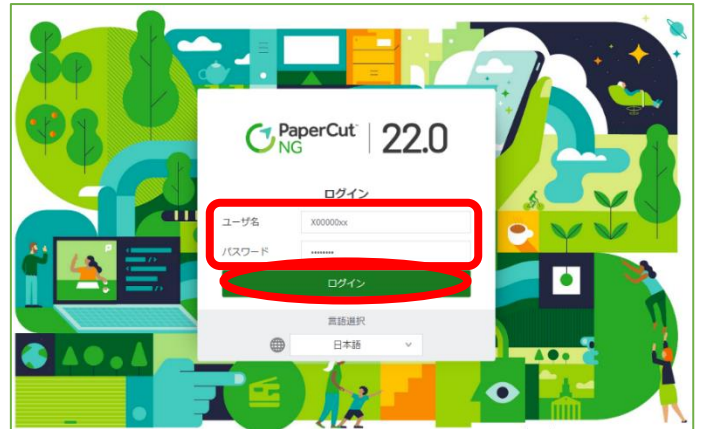 PaperCut™ NG | 22.0
ログイン
ユーザ名 X00000xx
パスワード ••••••••
ログイン
言語選択
日本語